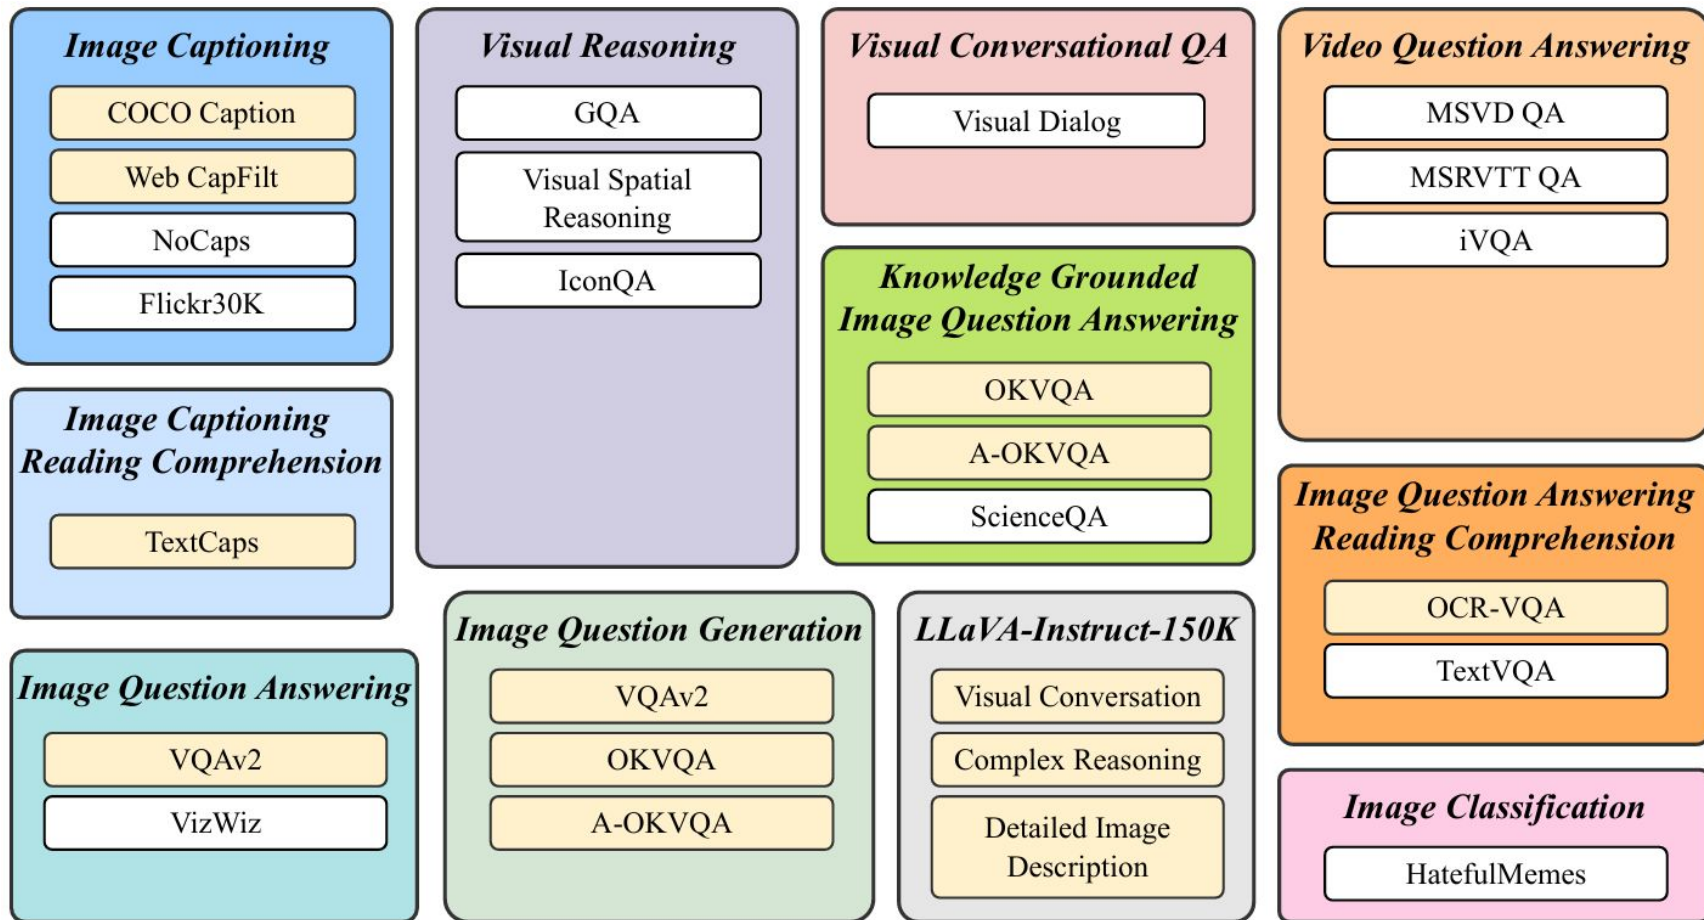 Image Captioning
COCO Caption
Web CapFilt
NoCaps
Flickr30K
Image Captioning
Reading Comprehension
TextCaps
Image Question Answering
VQAv2
VizWiz
Visual Reasoning
GQA
Visual Spatial
Reasoning
IconQA
Image Question Generation
VQAv2
OKVQA
A-OKVQA
Visual Conversational QA
Visual Dialog
Knowledge Grounded
Image Question Answering
OKVQA
A-OKVQA
ScienceQA
LLaVA-Instruct-150K
Visual Conversation
Complex Reasoning
Detailed Image
Description
Video Question Answering
MSVD QA
MSRVTT QA
iVQA
Image Question Answering
Reading Comprehension
OCR-VQA
TextVQA
Image Classification
HatefulMemes